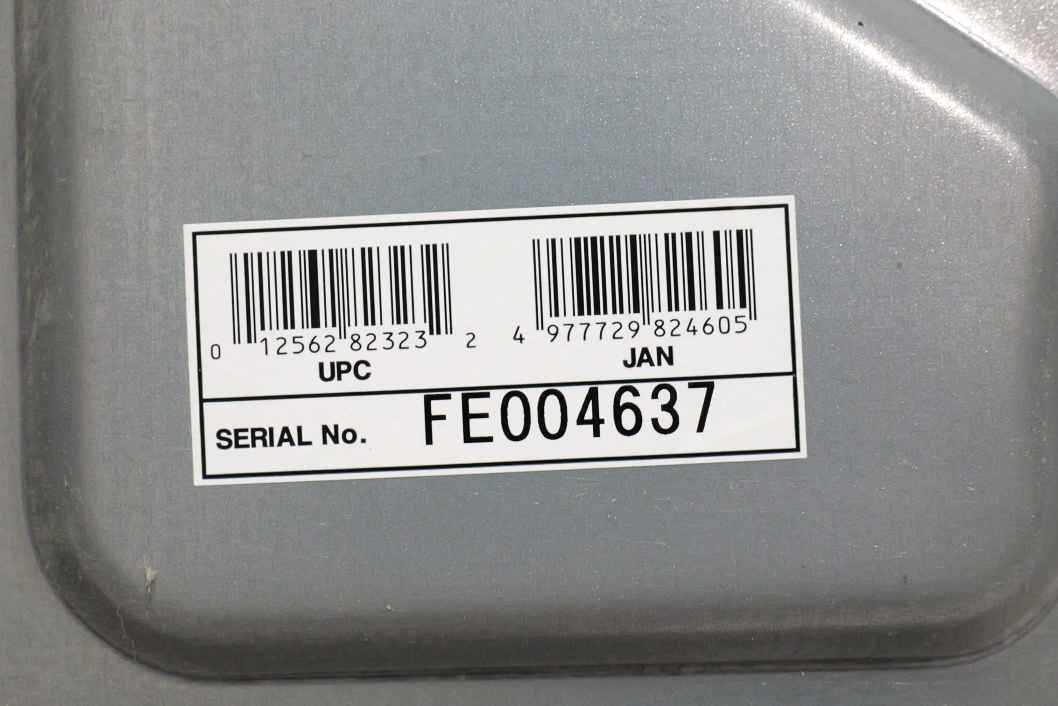 0 12562 82323 2
UPC
4 977729 824605
JAN
SERIAL No. FE004637